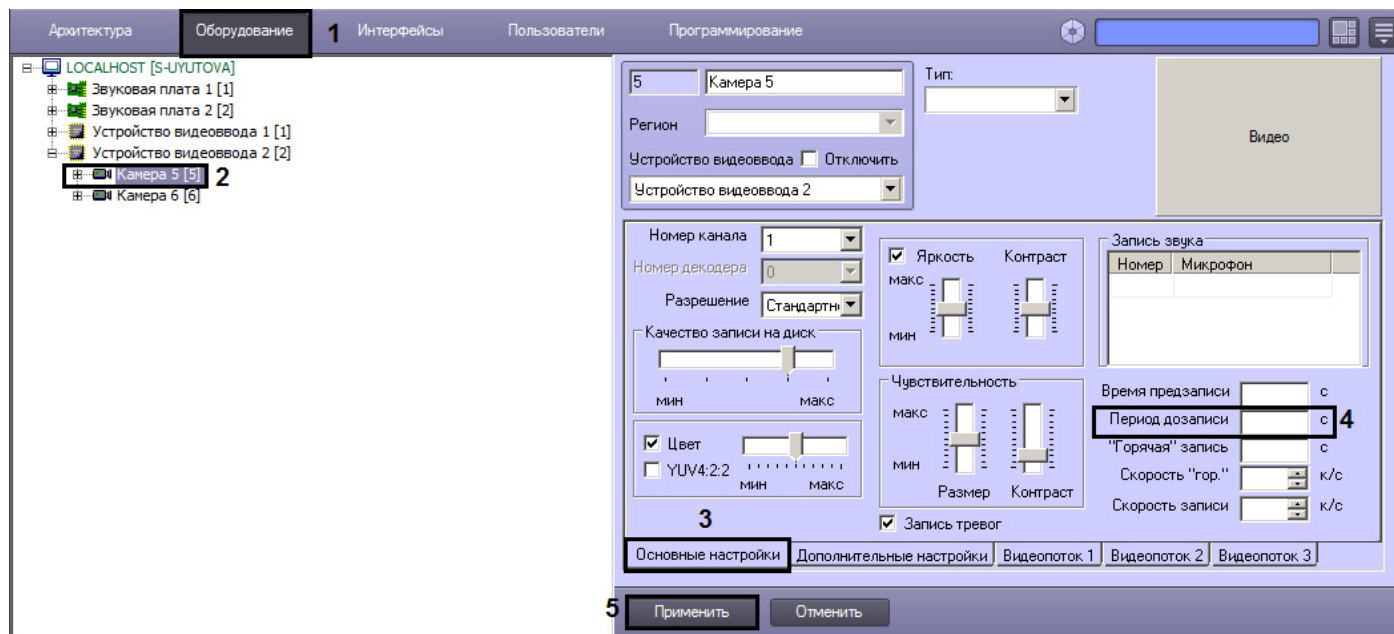 Архитектура Оборудование 1 Интерфейсы Пользователи Программирование
LOCALHOST [S-UYUTOVA]
Звуковая плата 1 [1]
Звуковая плата 2 [2]
Устройство видеоввода 1 [1]
Устройство видеоввода 2 [2]
Камера 5 [5] 2
Камера 6 [6]
5 Камера 5
Регион
Устройство видеоввода Отключить
Устройство видеоввода 2
Тип:
Видео
Номер канала 1
Номер декодера 0
Разрешение Стандартн
Качество записи на диск
мин макс
Цвет
YUV4:2:2
мин макс
3
Яркость Контраст
макс
мин
Чувствительность
макс
мин
Размер Контраст
Запись тревог
Запись звука
Номер Микрофон
Время предзаписи с
Период дозаписи с 4
"Горячая" запись с
Скорость "гор." к/с
Скорость записи к/с
Основные настройки Дополнительные настройки Видеопоток 1 Видеопоток 2 Видеопоток 3
5 Применить Отменить